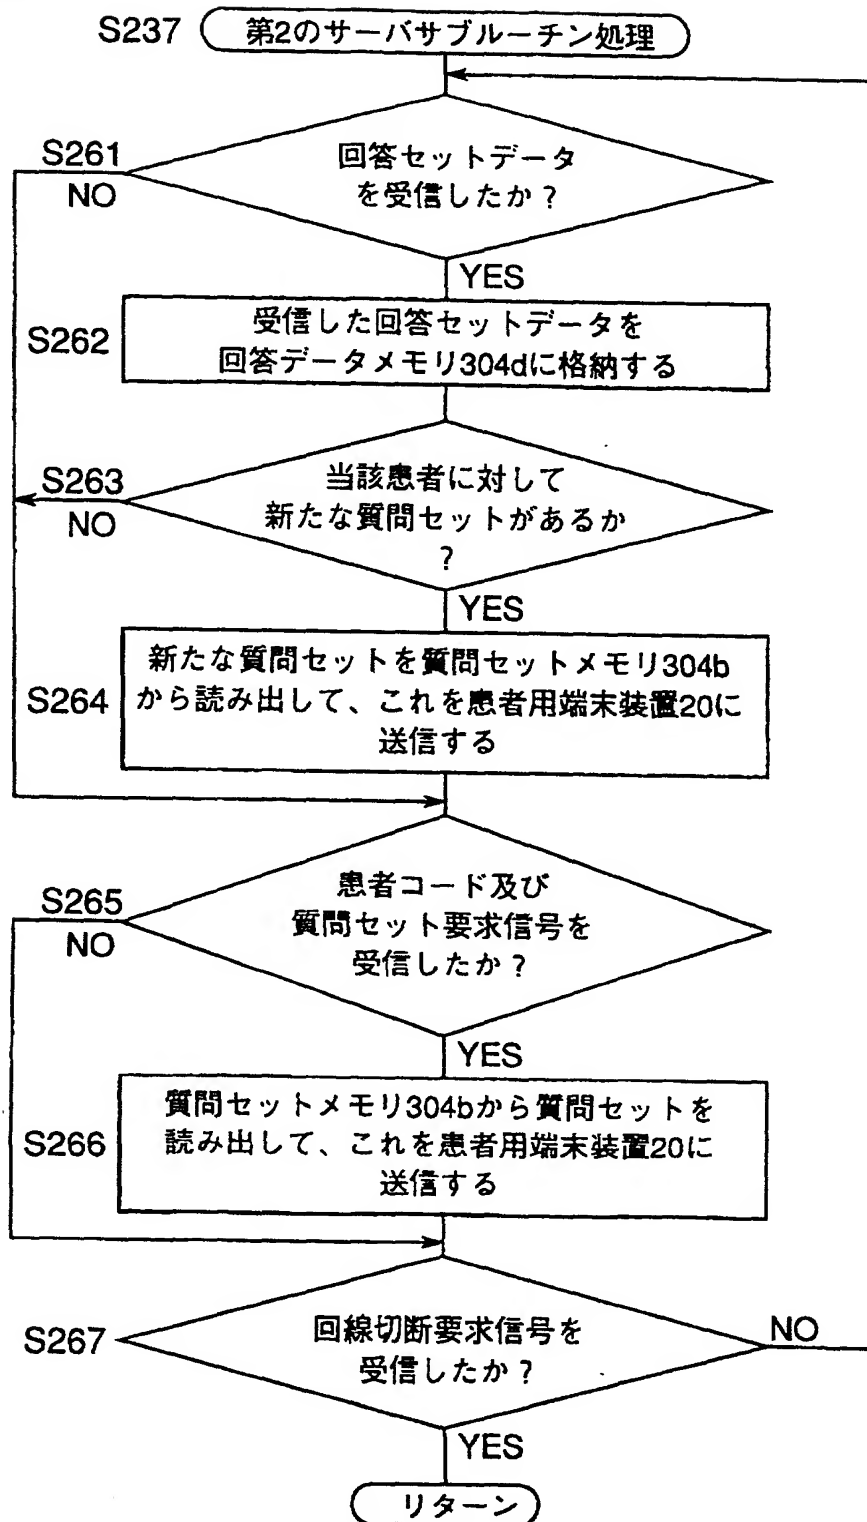 S237 第2のサーバサブルーチン処理
S261
NO
回答セットデータ
を受信したか?
YES
S262
受信した回答セットデータを
回答データメモリ304dに格納する
S263
NO
当該患者に対して
新たな質問セットがあるか
?
YES
S264
新たな質問セットを質問セットメモリ304b
から読み出して、これを患者用端末装置20に
送信する
S265
NO
患者コード及び
質問セット要求信号を
受信したか?
YES
S266
質問セットメモリ304bから質問セットを
読み出して、これを患者用端末装置20に
送信する
S267
回線切断要求信号を
受信したか?
NO
YES
リターン